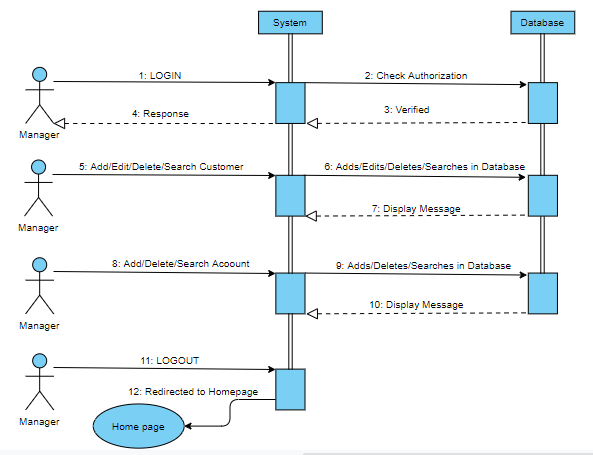 System
Database
1: LOGIN
2: Check Authorization
4: Response
3: Verified
Manager
5: Add/Edit/Delete/Search Customer
6: Adds/Edits/Deletes/Searches in Database
7: Display Message
Manager
8: Add/Delete/Search Acoount
9: Adds/Deletes/Searches in Database
10: Display Message
Manager
11: LOGOUT
12: Redirected to Homepage
Manager
Home page